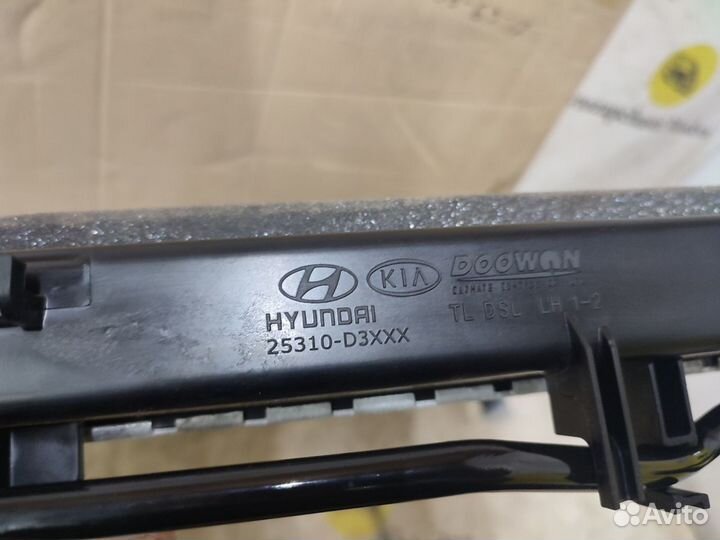 HYUNDAI
25310-D3XXX
KIA
DOOWON
TL DSL LH 1-2
Avito